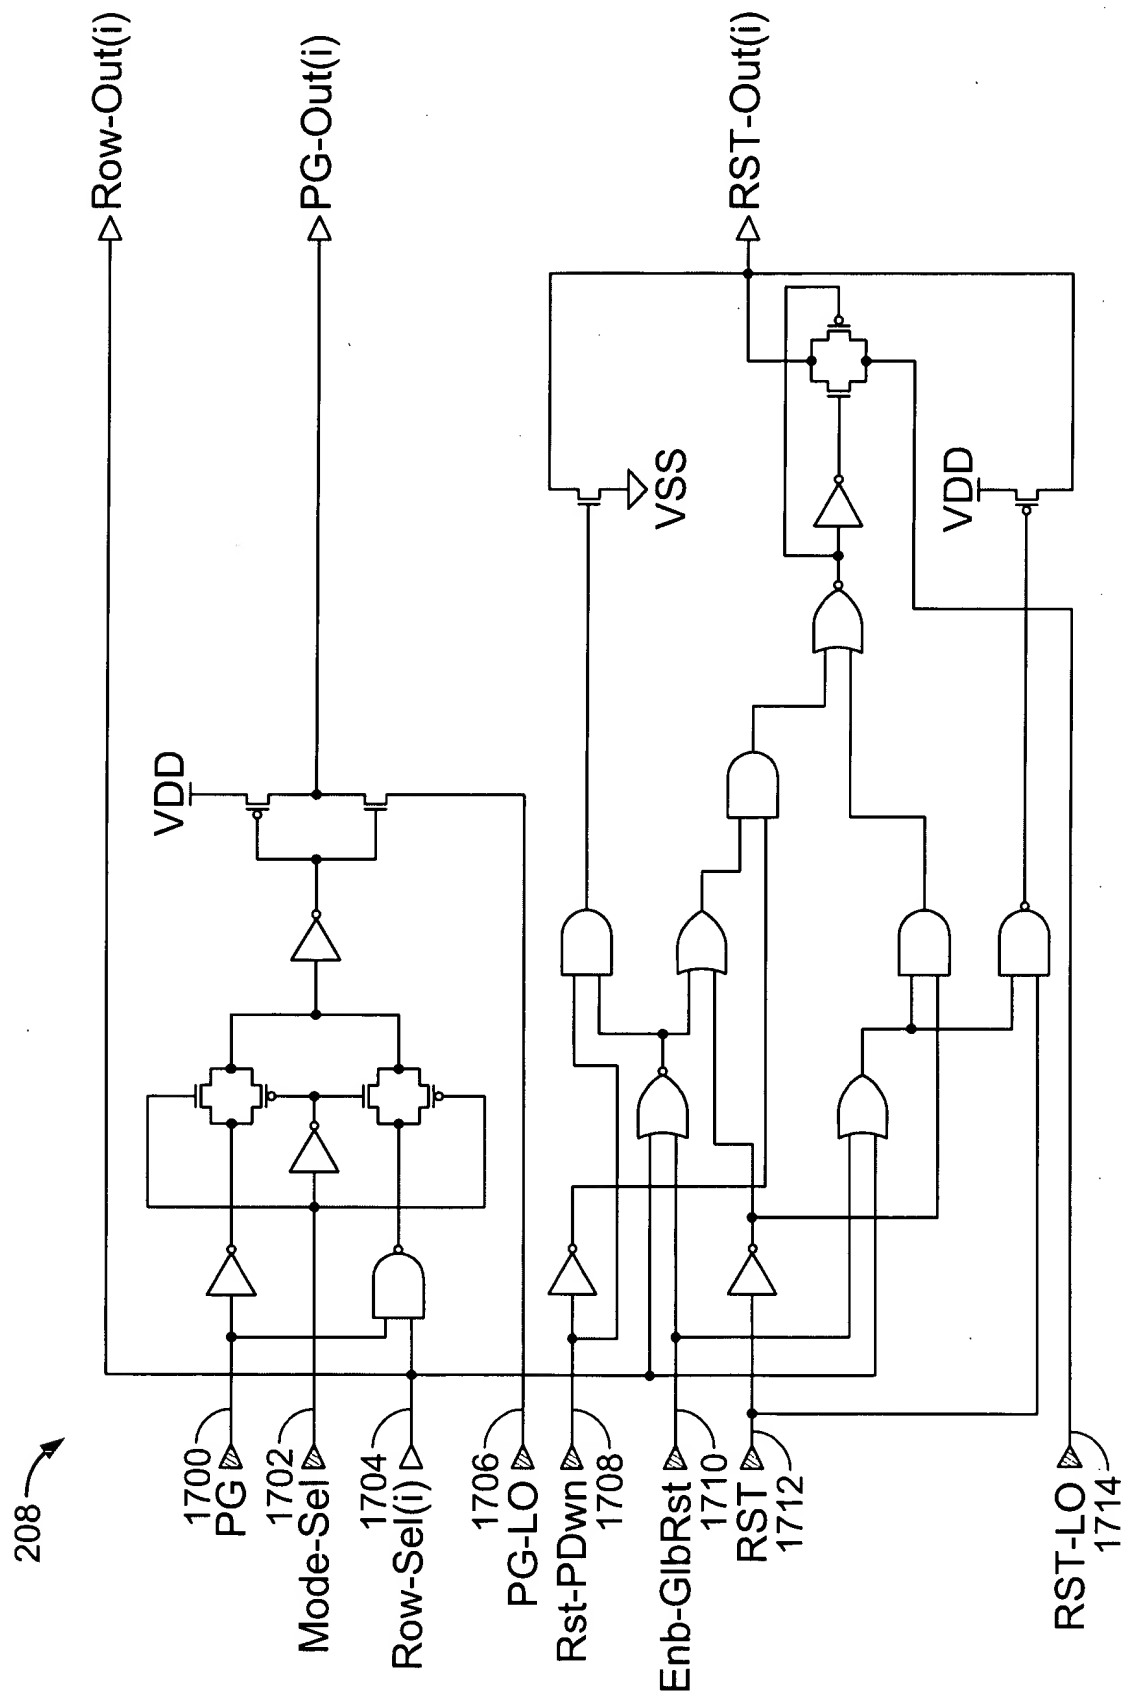 208
1700
PG
1702
Mode-Sel
1704
Row-Sel(i)
1706
PG-LO
Rst-PDwn
1708
Enb-GlbRst
1710
RST
1712
RST-LO
1714
VDD
VSS
VDD
Row-Out(i)
PG-Out(i)
RST-Out(i)